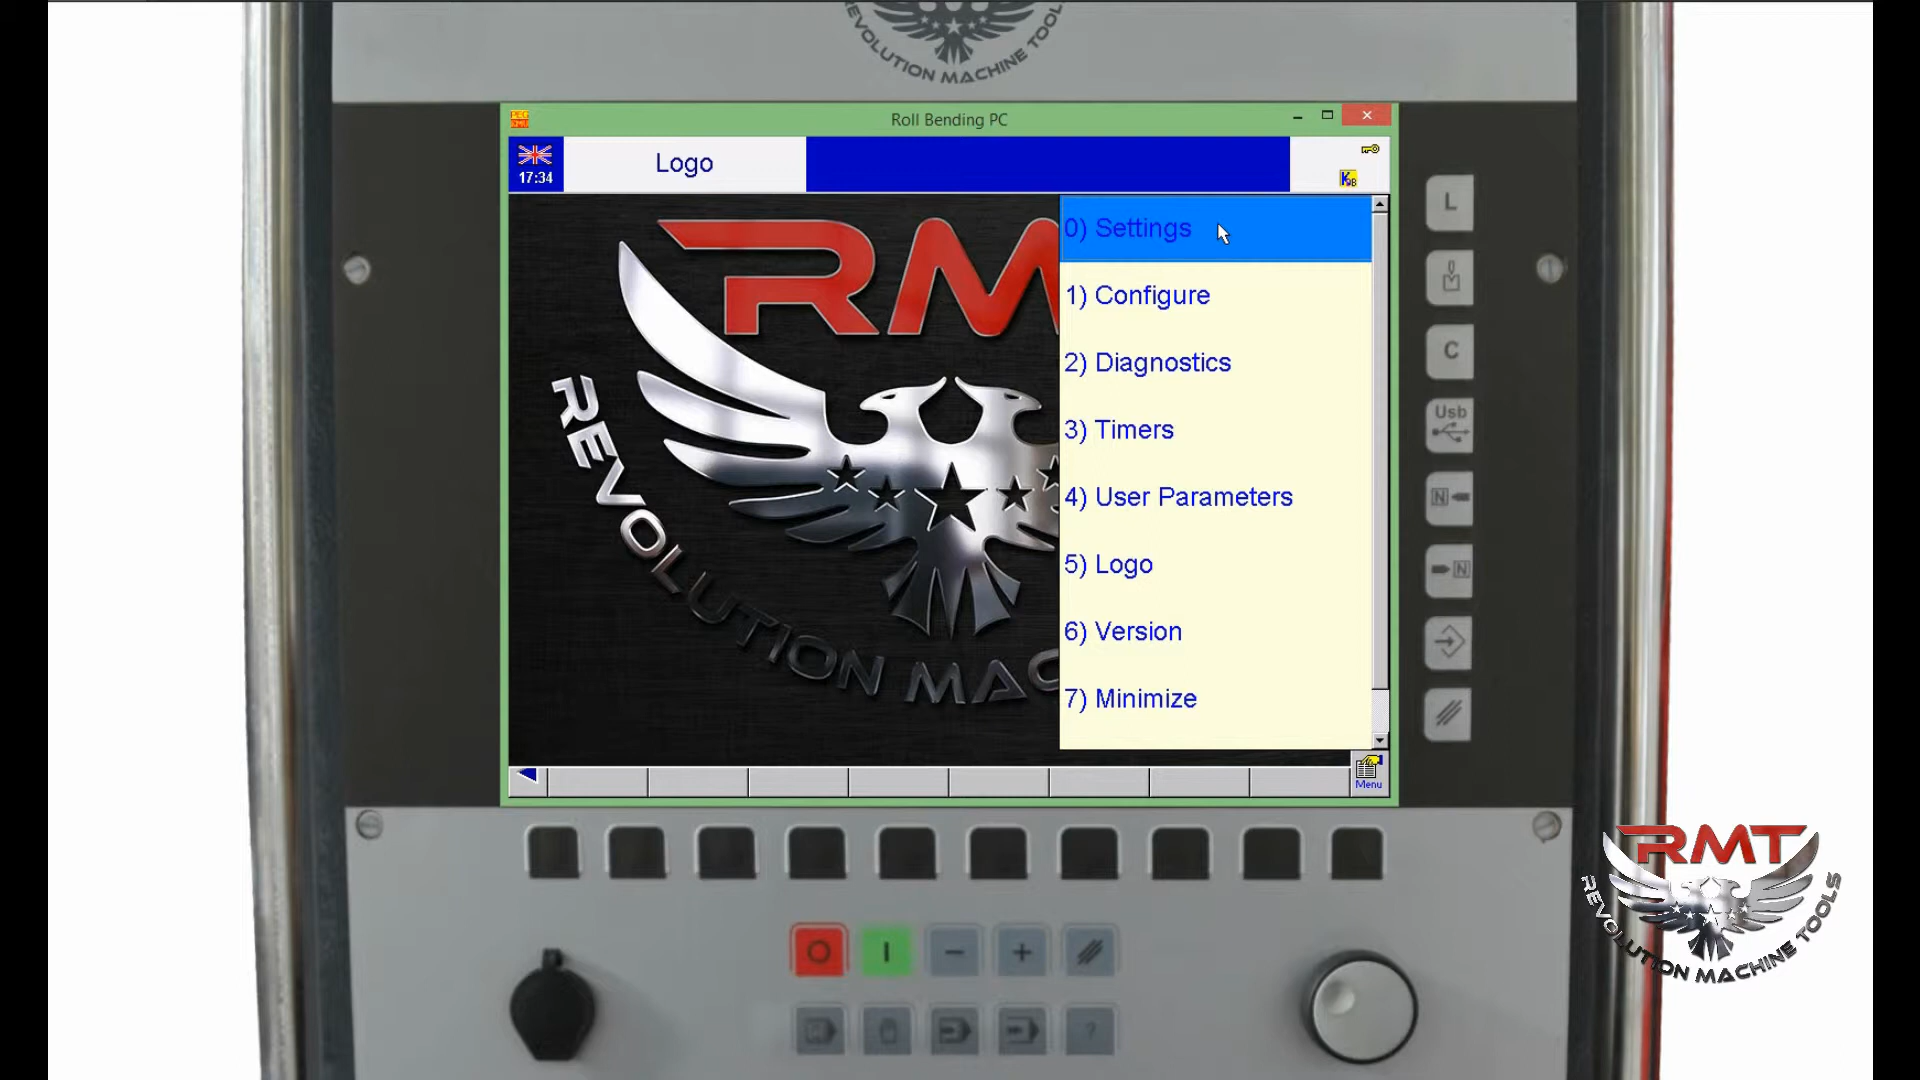 REVOLUTION MACHINE TOOLS
Roll Bending PC
17:34
Logo
0) Settings
1) Configure
2) Diagnostics
3) Timers
4) User Parameters
5) Logo
6) Version
7) Minimize
Menu
RM
REVOLUTION MAC
L
C
Usb
N
N
?
RMT
REVOLUTION MACHINE TOOLS